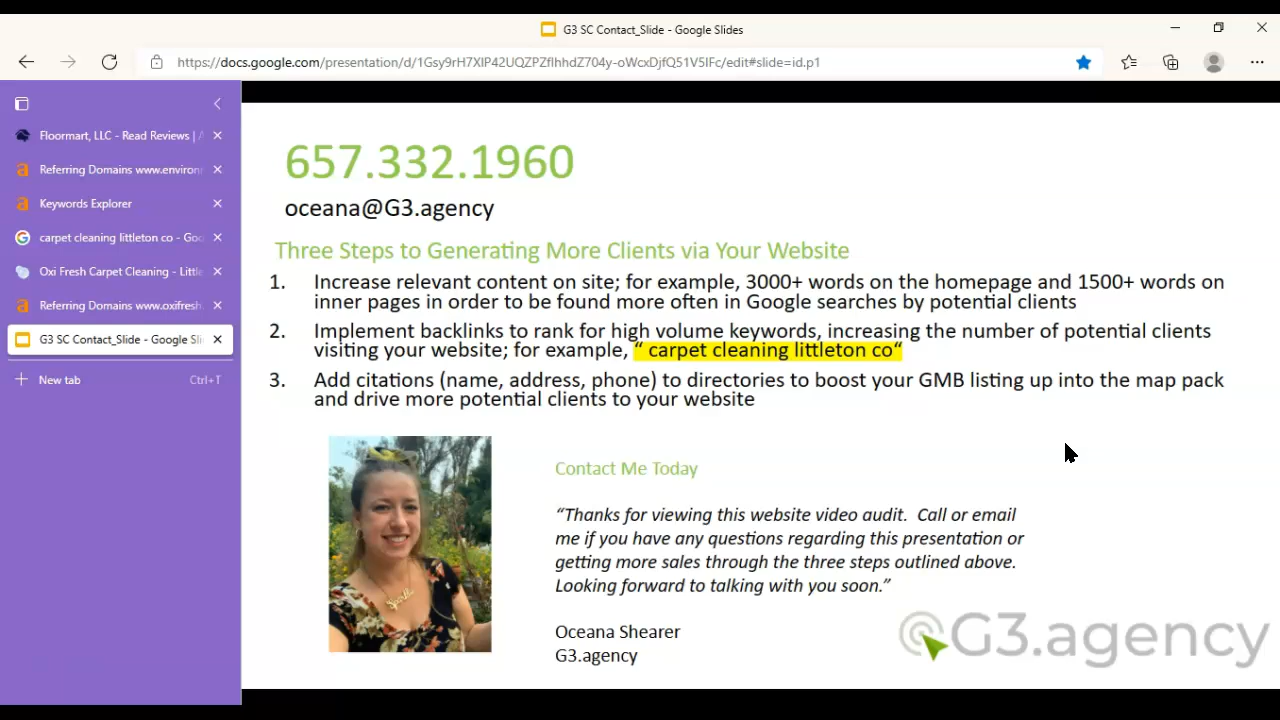 G3 SC Contact_Slide - Google Slides
https://docs.google.com/presentation/d/1Gsy9rH7XIP42UQZPZflhhdZ704y-oWcxDjfQ51V5IFc/edit#slide=id.p1
Floormart, LLC - Read Reviews |
Referring Domains www.environ
Keywords Explorer
carpet cleaning littleton co - Goo
Oxi Fresh Carpet Cleaning - Little
Referring Domains www.oxifresh.
G3 SC Contact_Slide - Google Sli
New tab Ctrl+T
657.332.1960
oceana@G3.agency
Three Steps to Generating More Clients via Your Website
1. Increase relevant content on site; for example, 3000+ words on the homepage and 1500+ words on
inner pages in order to be found more often in Google searches by potential clients
2. Implement backlinks to rank for high volume keywords, increasing the number of potential clients
visiting your website; for example, “ carpet cleaning littleton co“
3. Add citations (name, address, phone) to directories to boost your GMB listing up into the map pack
and drive more potential clients to your website
Contact Me Today
“Thanks for viewing this website video audit. Call or email
me if you have any questions regarding this presentation or
getting more sales through the three steps outlined above.
Looking forward to talking with you soon.”
Oceana Shearer
G3.agency
G3.agency